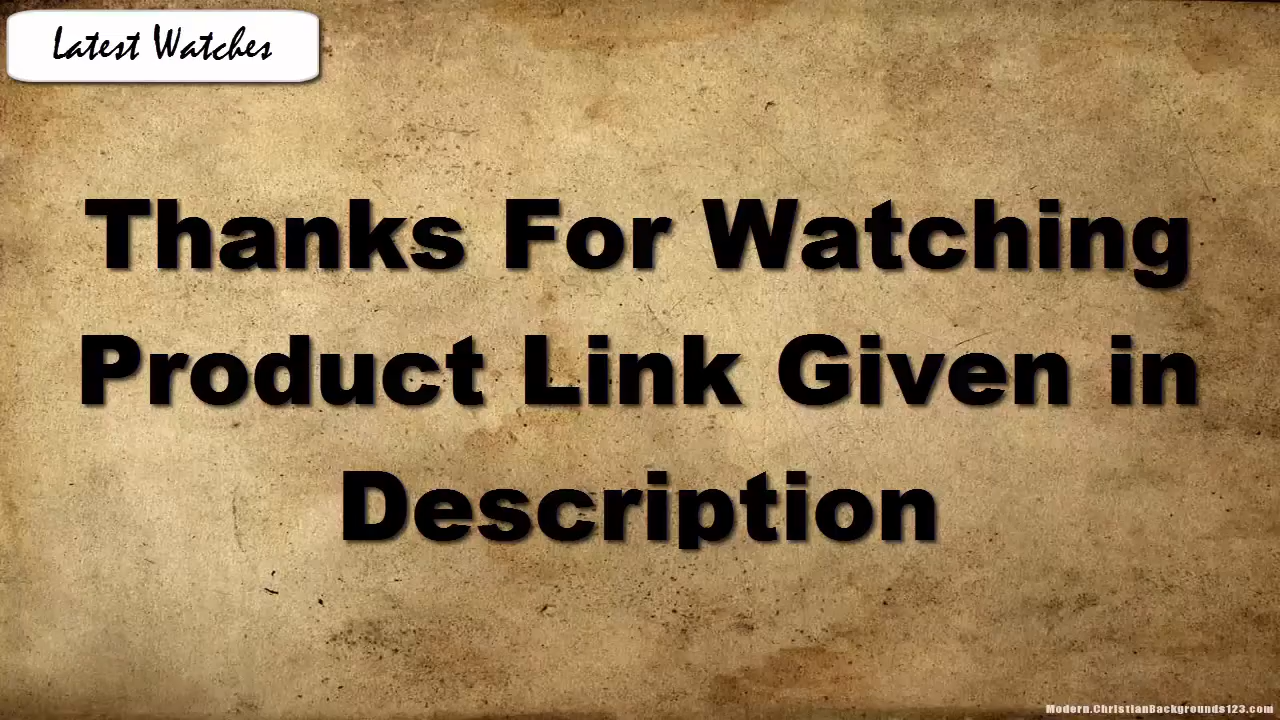 Latest Watches
Thanks For Watching
Product Link Given in
Description
Modern.ChristianBackgrounds123.com